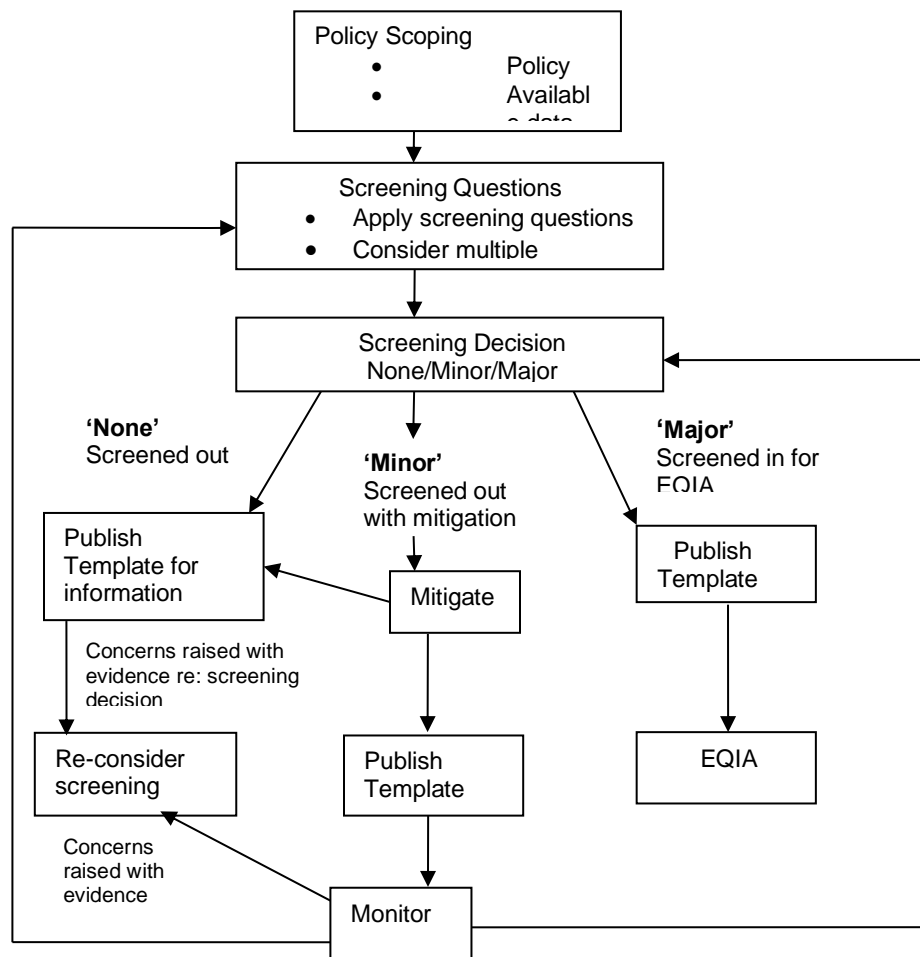 Policy Scoping
• Policy
• Availabl
Screening Questions
• Apply screening questions
• Consider multiple
Screening Decision
None/Minor/Major
‘None’
Screened out
‘Minor’
Screened out
with mitigation
‘Major’
Screened in for
EQIA
Publish
Template for
information
Mitigate
Publish
Template
Concerns raised with
evidence re: screening
decision
Re-consider
screening
Publish
Template
EQIA
Concerns
raised with
evidence
Monitor